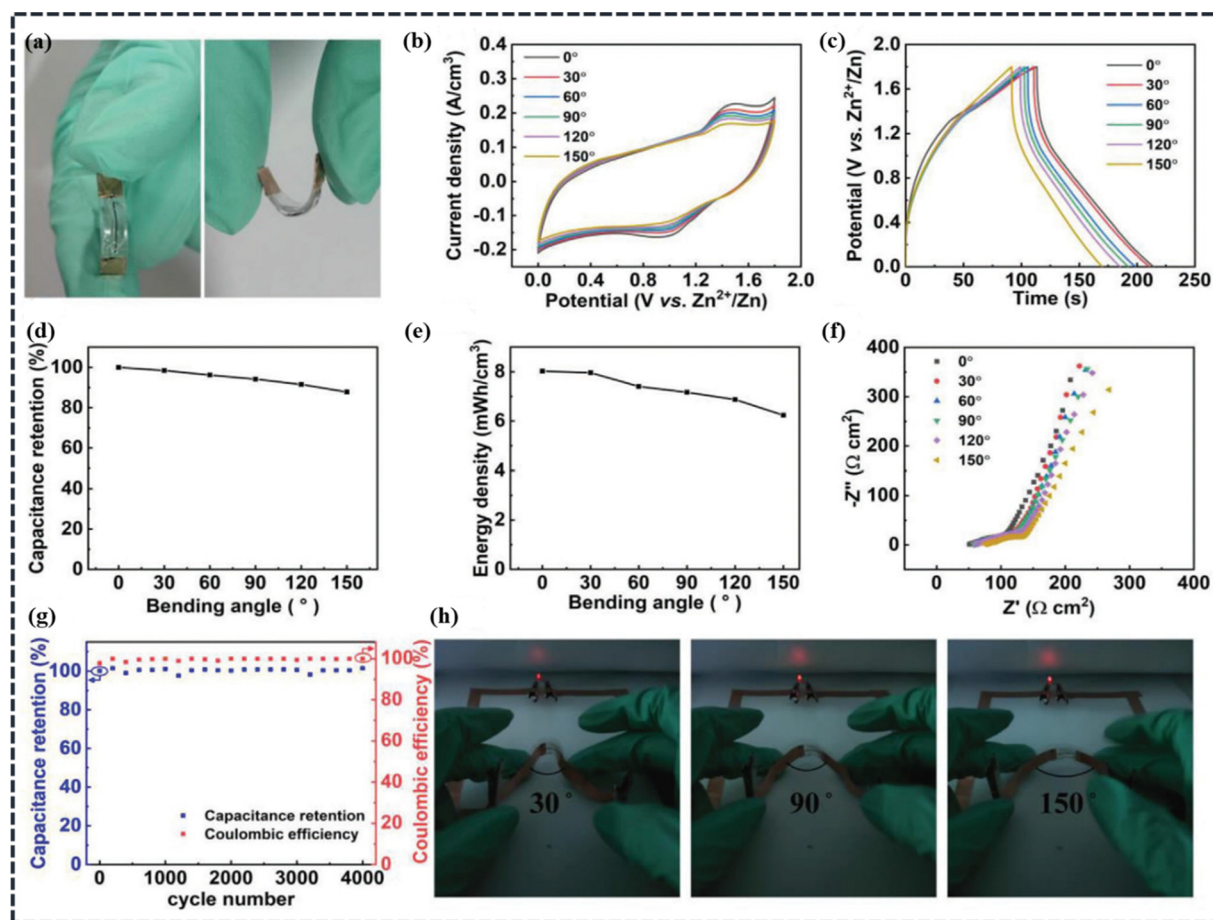 (a)
(b)
0.4
0.3
0.2
0.1
0.0
-0.1
-0.2
Current density (A/cm³)
0°
30°
60°
90°
120°
150°
0.0 0.4 0.8 1.2 1.6 2.0
Potential (V vs. Zn²⁺/Zn)
(c)
2.0
1.6
1.2
0.8
0.4
0
Potential (V vs. Zn²⁺/Zn)
0°
30°
60°
90°
120°
150°
0 50 100 150 200 250
Time (s)
(d)
100
80
60
40
20
0
Capacitance retention (%)
0 30 60 90 120 150
Bending angle ( ° )
(e)
8
6
4
2
0
Energy density (mWh/cm³)
0 30 60 90 120 150
Bending angle ( ° )
(f)
400
300
200
100
0
-Z'' (Ω cm²)
0°
30°
60°
90°
120°
150°
0 100 200 300 400
Z' (Ω cm²)
(g)
100
80
60
40
20
0
Capacitance retention (%)
Capacitance retention
Coulombic efficiency
100
80
60
40
20
0
Coulombic efficiency (%)
0 1000 2000 3000 4000
cycle number
(h)
30°
90°
150°